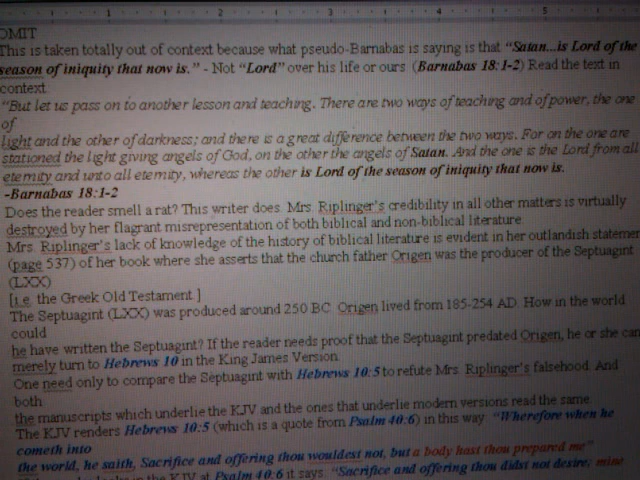 OMIT
This is taken totally out of context because what pseudo-Barnabas is saying is that "Satan...is Lord of the
season of iniquity that now is." - Not "Lord" over his life or ours (Barnabas 18:1-2) Read the text in
context:
"But let us pass on to another lesson and teaching. There are two ways of teaching and of power, the one
of
light and the other of darkness; and there is a great difference between the two ways. For on the one are
stationed the light giving angels of God, on the other the angels of Satan. And the one is the Lord from all
eternity and unto all eternity, whereas the other is Lord of the season of iniquity that now is.
-Barnabas 18:1-2
Does the reader smell a rat? This writer does. Mrs. Riplinger's credibility in all other matters is virtually
destroyed by her flagrant misrepresentation of both biblical and non-biblical literature.
Mrs. Riplinger's lack of knowledge of the history of biblical literature is evident in her outlandish statemen
(page 537) of her book where she asserts that the church father Origen was the producer of the Septuagint
(LXX)
[i.e. the Greek Old Testament.]
The Septuagint (LXX) was produced around 250 BC. Origen lived from 185-254 AD. How in the world
could
he have written the Septuagint? If the reader needs proof that the Septuagint predated Origen, he or she can
merely turn to Hebrews 10 in the King James Version.
One need only to compare the Septuagint with Hebrews 10:5 to refute Mrs. Riplinger's falsehood. And
both
the manuscripts which underlie the KJV and the ones that underlie modern versions read the same.
The KJV renders Hebrews 10:5 (which is a quote from Psalm 40:6) in this way: "Wherefore when he
cometh into
the world, he saith, Sacrifice and offering thou wouldest not, but a body hast thou prepared me"
in the KJV at Psalm 40:6 it says, "Sacrifice and offering thou didst not desire; mine